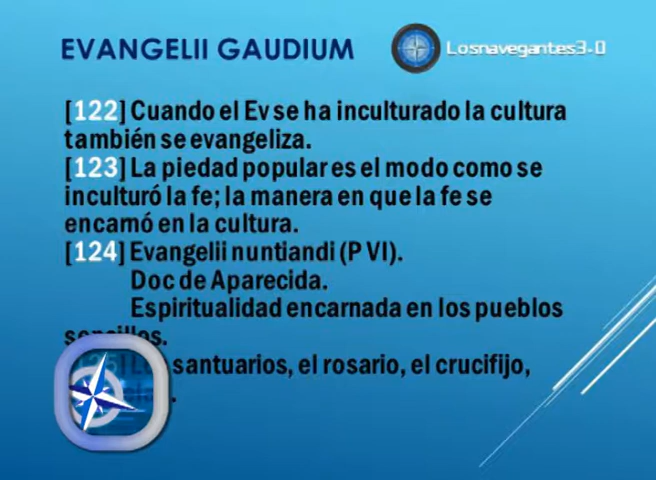 EVANGELII GAUDIUM
Losnavegantes3.0
[122] Cuando el Ev se ha inculturado la cultura
también se evangeliza.
[123] La piedad popular es el modo como se
inculturó la fe; la manera en que la fe se
encarnó en la cultura.
[124] Evangelii nuntiandi (P VI).
Doc de Aparecida.
Espiritualidad encarnada en los pueblos
sencillos.
santuarios, el rosario, el crucifijo,